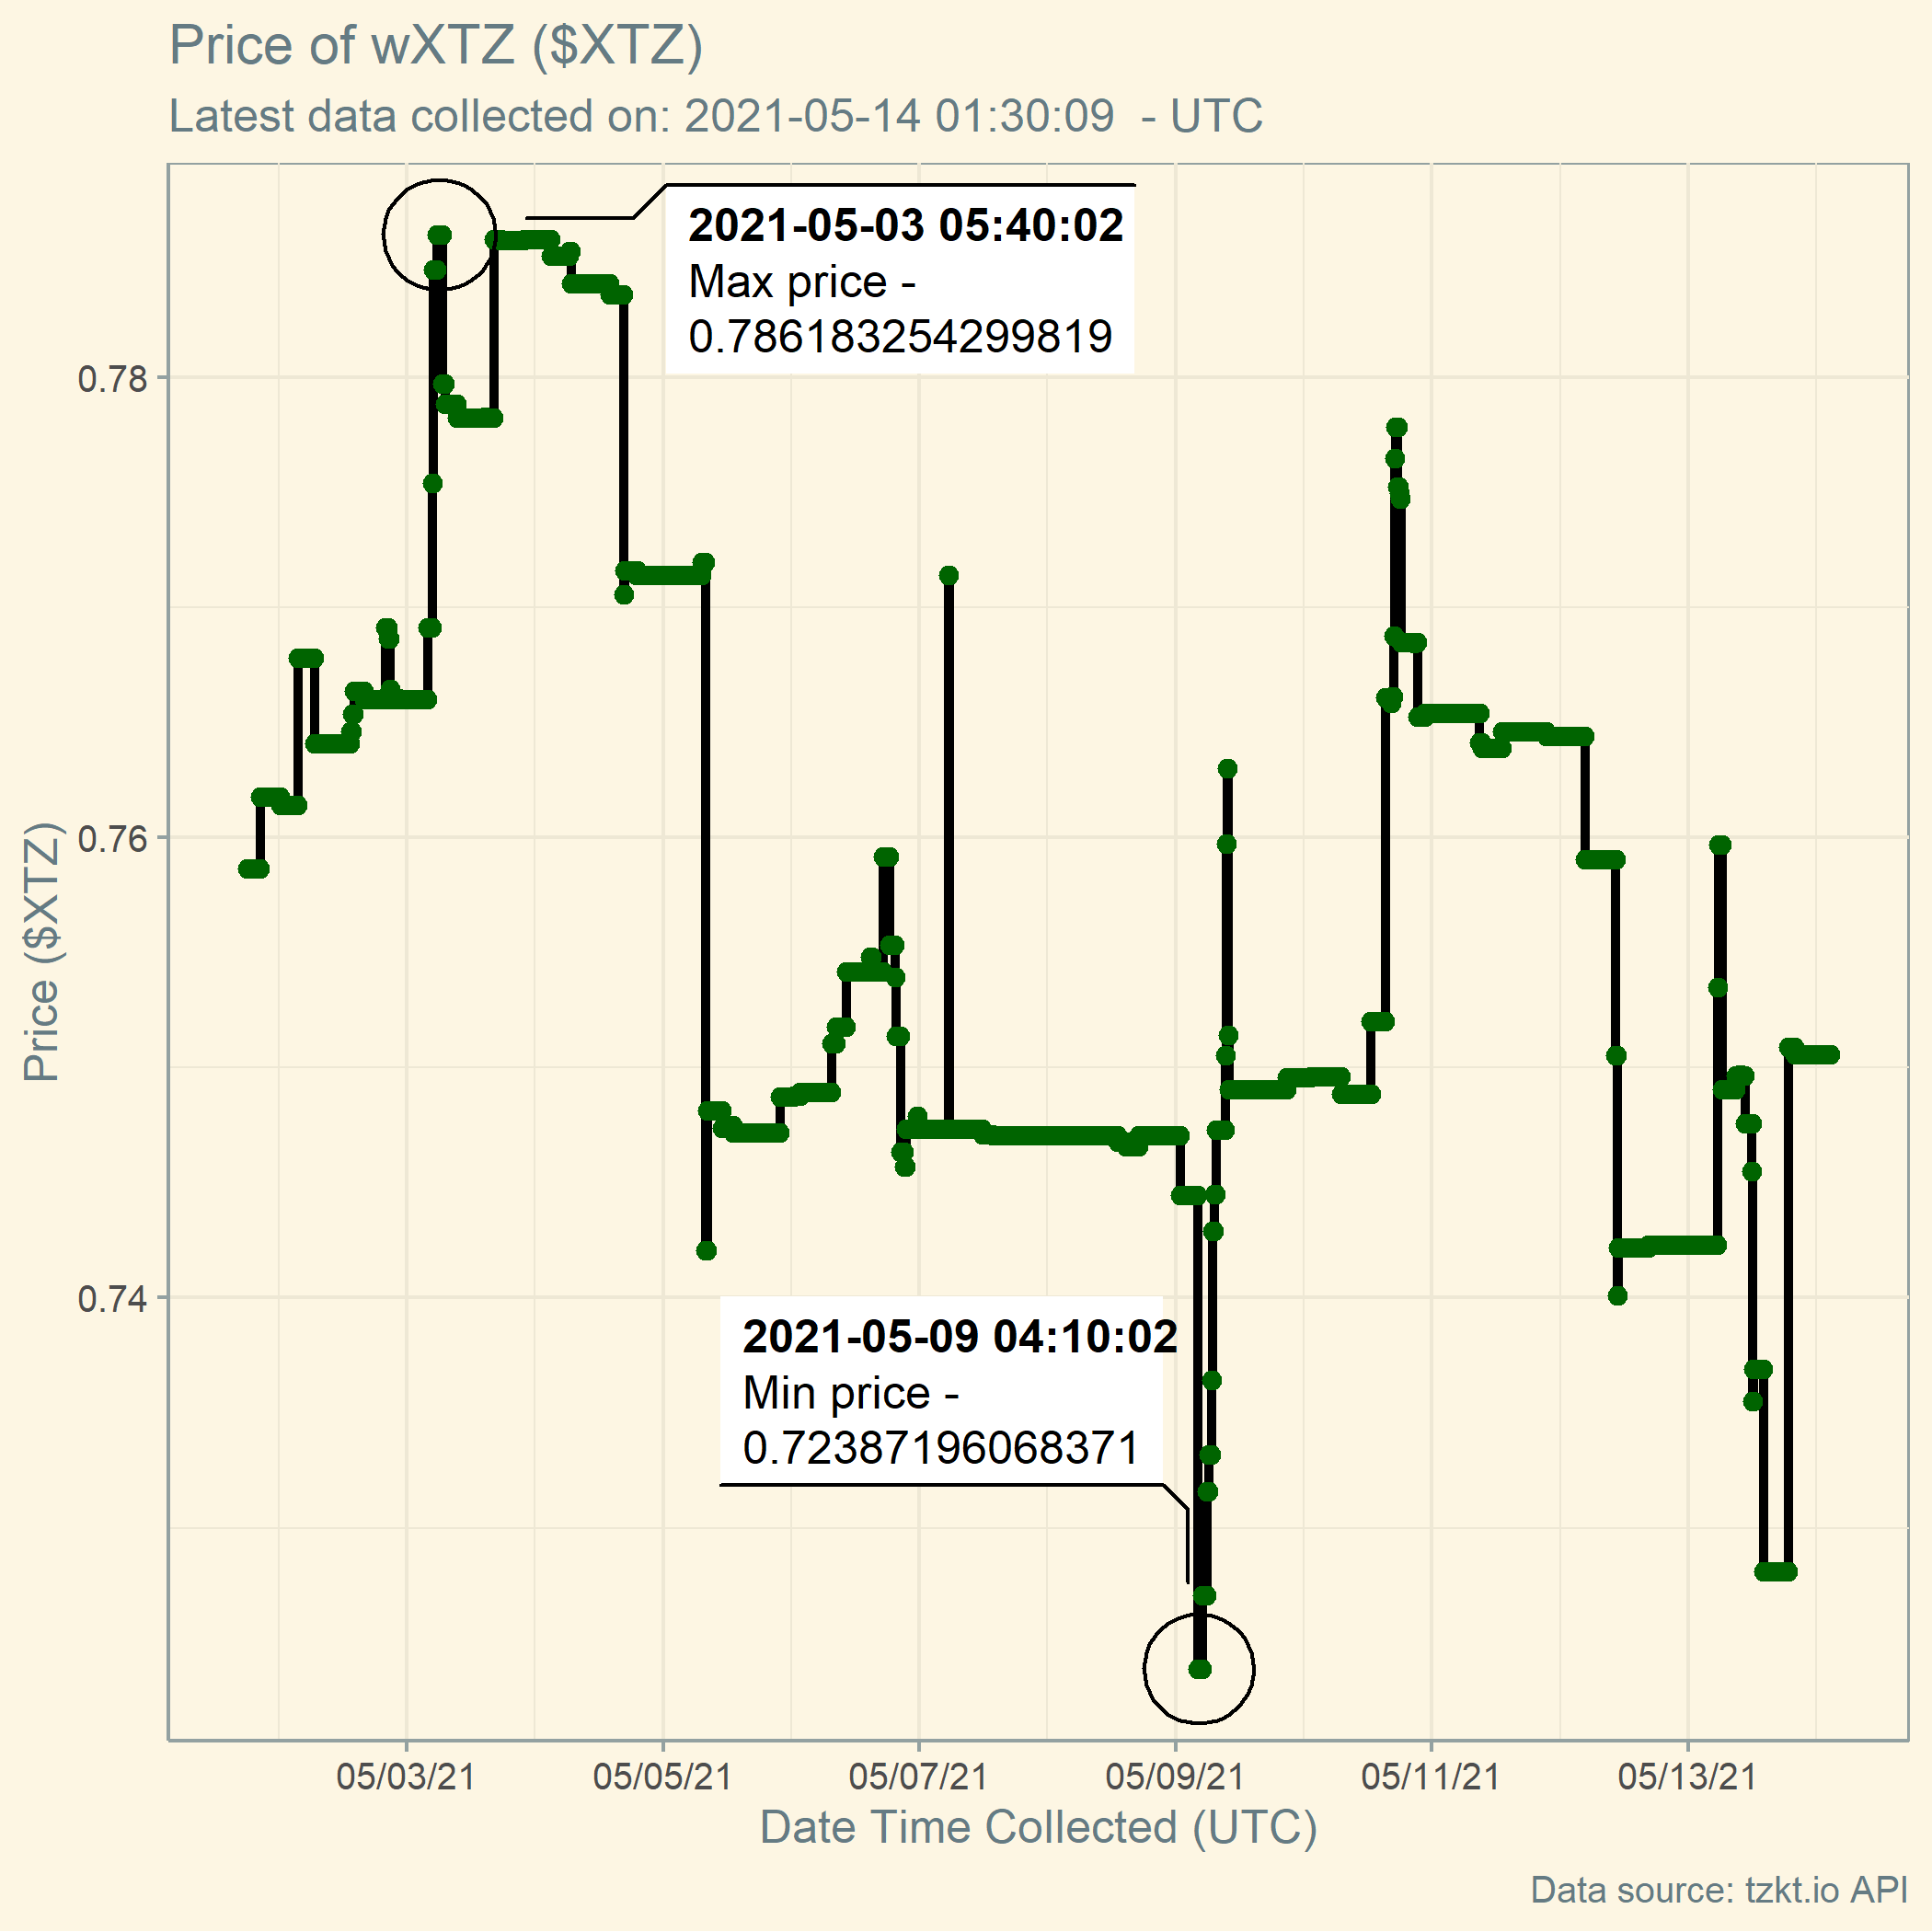 Price of wXTZ ($XTZ)
Latest data collected on: 2021-05-14 01:30:09  - UTC
2021-05-03 05:40:02
Max price -
0.786183254299819
0.78
0.76
0.74
Price ($XTZ)
2021-05-09 04:10:02
Min price -
0.72387196068371
05/03/21
05/05/21
05/07/21
05/09/21
05/11/21
05/13/21
Date Time Collected (UTC)
Data source: tzkt.io API